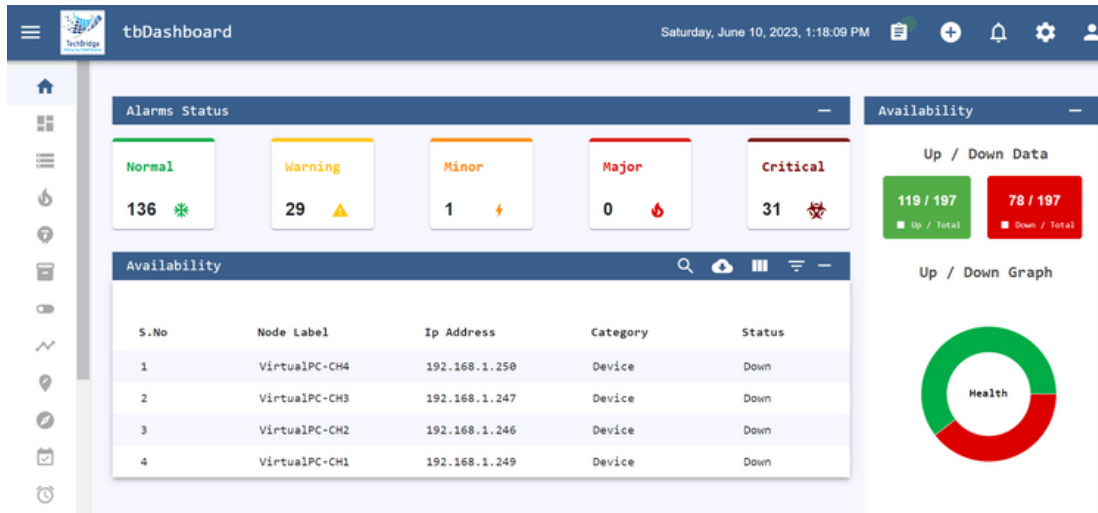 TechBridge
tbDashboard
Saturday, June 10, 2023, 1:18:09 PM
Alarms Status
Normal
136
Warning
29
Minor
1
Major
0
Critical
31
Availability
S.No Node Label Ip Address Category Status
1 VirtualPC-CH4 192.168.1.250 Device Down
2 VirtualPC-CH3 192.168.1.247 Device Down
3 VirtualPC-CH2 192.168.1.246 Device Down
4 VirtualPC-CH1 192.168.1.249 Device Down
Availability
Up / Down Data
119 / 197
Up / Total
78 / 197
Down / Total
Up / Down Graph
Health